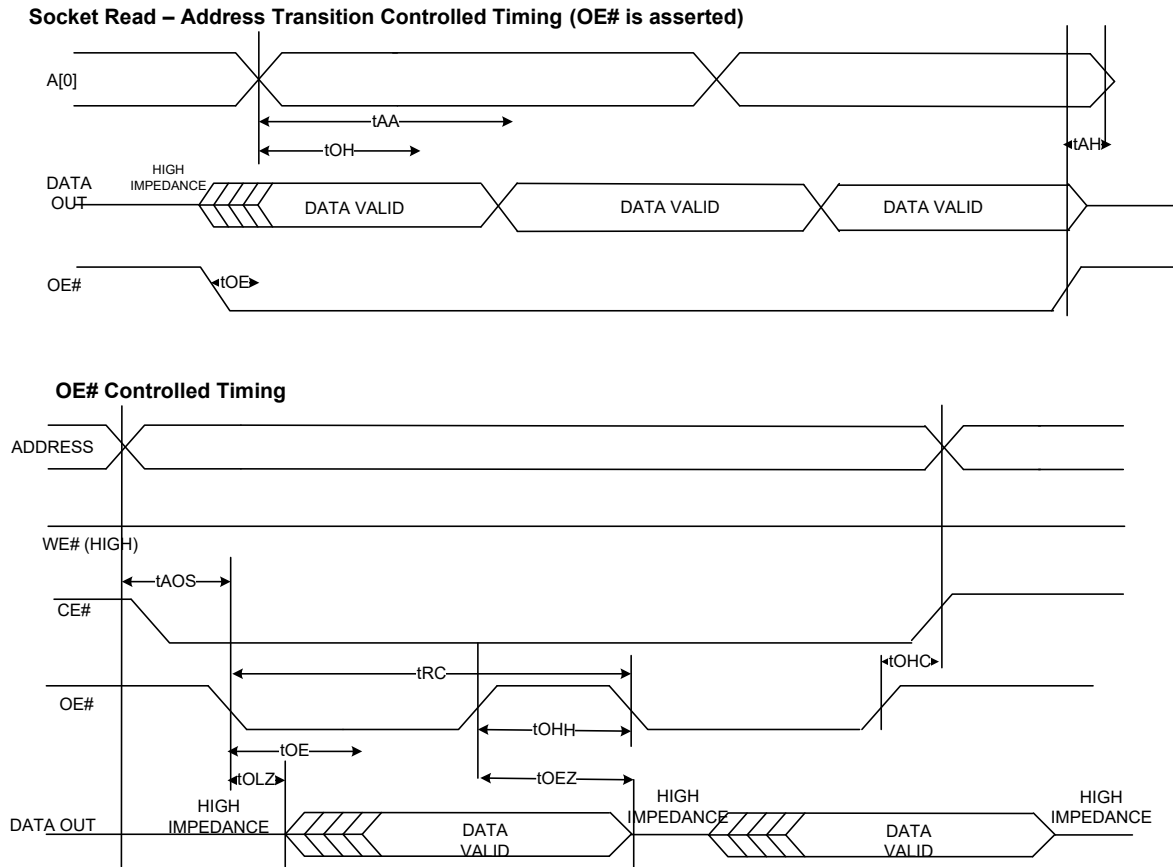 Socket Read – Address Transition Controlled Timing (OE# is asserted)
A[0]
tAA
tOH
tAH
HIGH
IMPEDANCE
DATA
OUT
DATA VALID
DATA VALID
DATA VALID
OE#
tOE
OE# Controlled Timing
ADDRESS
WE# (HIGH)
tAOS
CE#
tOHC
tRC
OE#
tOHH
tOE
tOEZ
tOLZ
HIGH
IMPEDANCE
HIGH
IMPEDANCE
HIGH
IMPEDANCE
DATA OUT
DATA
VALID
DATA
VALID